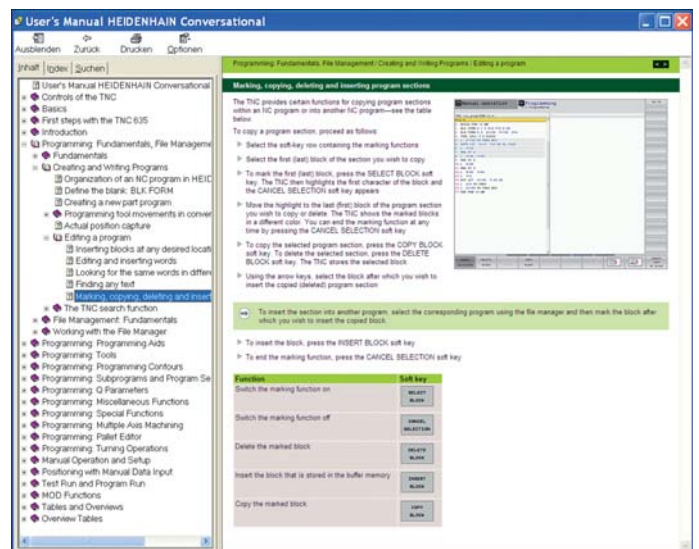 User's Manual HEIDENHAIN Conversational
Ausblenden Zurück Drucken Optionen
Inhalt Index Suchen
User's Manual HEIDENHAIN Conversational
Controls of the TNC
Basics
First steps with the TNC 635
Introduction
Programming: Fundamentals, File Manageme
Fundamentals
Creating and Writing Programs
Organization of an NC program in HEID
Define the blank: BLK FORM
Creating a new part program
Programming tool movements in conver
Actual position capture
Editing a program
Inserting blocks at any desired locati
Editing and inserting words
Looking for the same words in differe
Finding any text
Marking, copying, deleting and insert
The TNC search function
File Management: Fundamentals
Working with the File Manager
Programming: Programming Aids
Programming: Tools
Programming: Programming Contours
Programming: Subprograms and Program Se
Programming: Q Parameters
Programming: Miscellaneous Functions
Programming: Special Functions
Programming: Multiple Axis Machining
Programming: Pallet Editor
Programming: Turning Operations
Manual Operation and Setup
Positioning with Manual Data Input
Test Run and Program Run
MOD Functions
Tables and Overviews
Overview Tables
Programming: Fundamentals, File Management / Creating and Writing Programs / Editing a program
Marking, copying, deleting and inserting program sections
The TNC provides certain functions for copying program sections
within an NC program or into another NC program—see the table
below.
To copy a program section, proceed as follows:
Select the soft-key row containing the marking functions
Select the first (last) block of the section you wish to copy
To mark the first (last) block, press the SELECT BLOCK soft
key. The TNC then highlights the first character of the block and
the CANCEL SELECTION soft key appears
Move the highlight to the last (first) block of the program section
you wish to copy or delete. The TNC shows the marked blocks
in a different color. You can end the marking function at any
time by pressing the CANCEL SELECTION soft key
To copy the selected program section, press the COPY BLOCK
soft key. To delete the selected section, press the DELETE
BLOCK soft key. The TNC stores the selected block
Using the arrow keys, select the block after which you wish to
insert the copied (deleted) program section
Manual operation Programming
To insert the section into another program, select the corresponding program using the file manager and then mark the block after
which you wish to insert the copied block.
To insert the block, press the INSERT BLOCK soft key
To end the marking function, press the CANCEL SELECTION soft key
Function Soft key
Switch the marking function on
SELECT
BLOCK
Switch the marking function off
CANCEL
SELECTION
Delete the marked block
DELETE
BLOCK
Insert the block that is stored in the buffer memory
INSERT
BLOCK
Copy the marked block
COPY
BLOCK